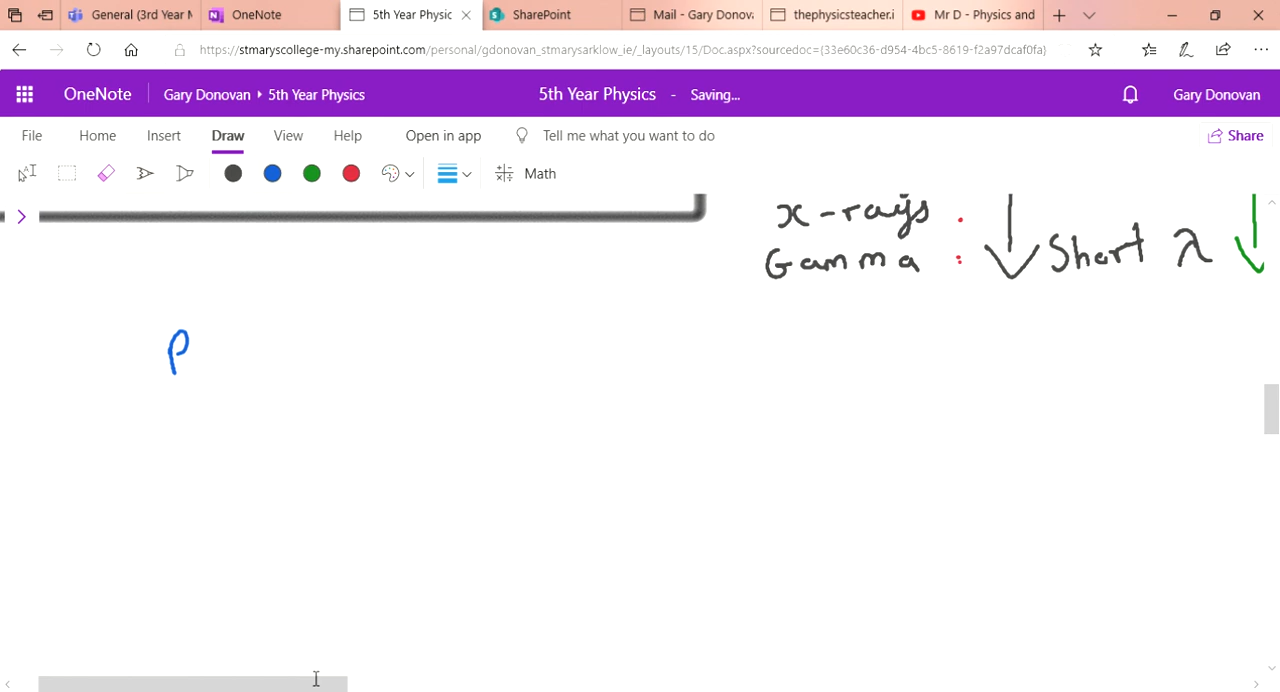 General (3rd Year M
OneNote
5th Year Physic
SharePoint
Mail - Gary Donova
thephysicsteacher.i
Mr D - Physics and
https://stmaryscollege-my.sharepoint.com/personal/gdonovan_stmarysarklow_ie/_layouts/15/Doc.aspx?sourcedoc={33e60c36-d954-4bc5-8619-f2a97dcaf0fa}
OneNote
Gary Donovan › 5th Year Physics
5th Year Physics - Saving...
Gary Donovan
File Home Insert Draw View Help Open in app Tell me what you want to do Share
Math
x-rays :
Gamma : Short λ
P